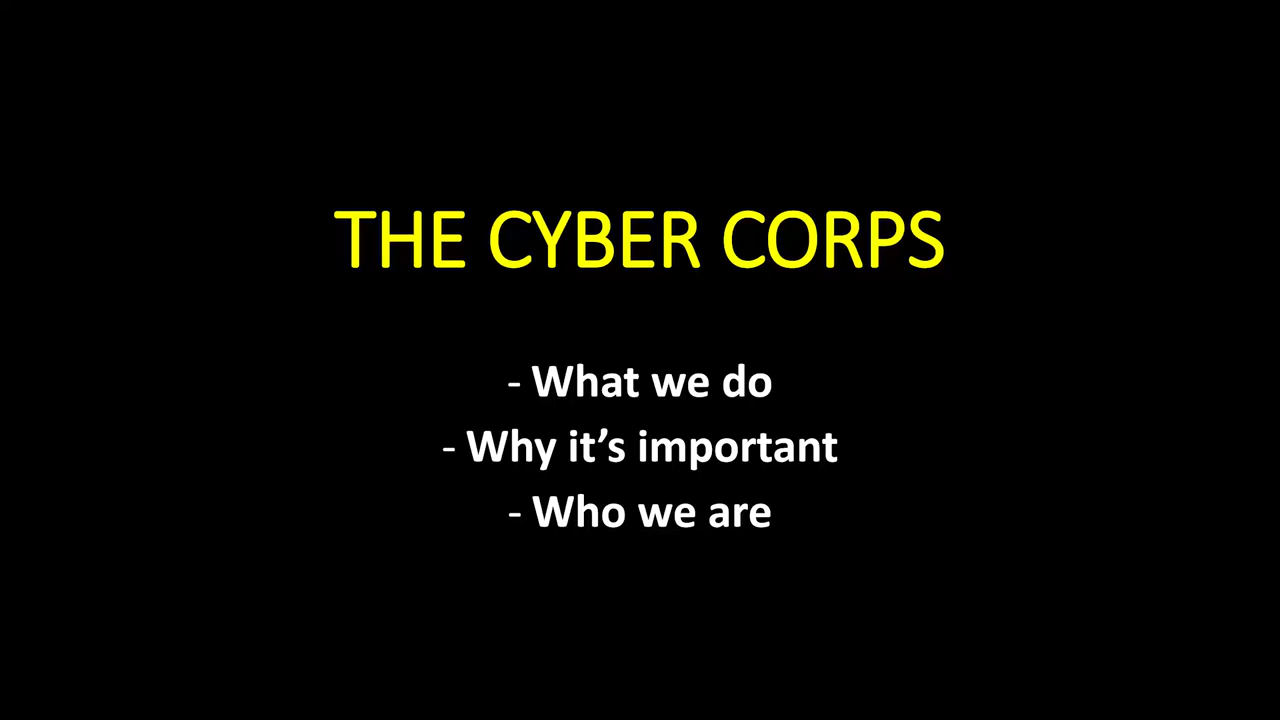 THE CYBER CORPS
- What we do
- Why it’s important
- Who we are